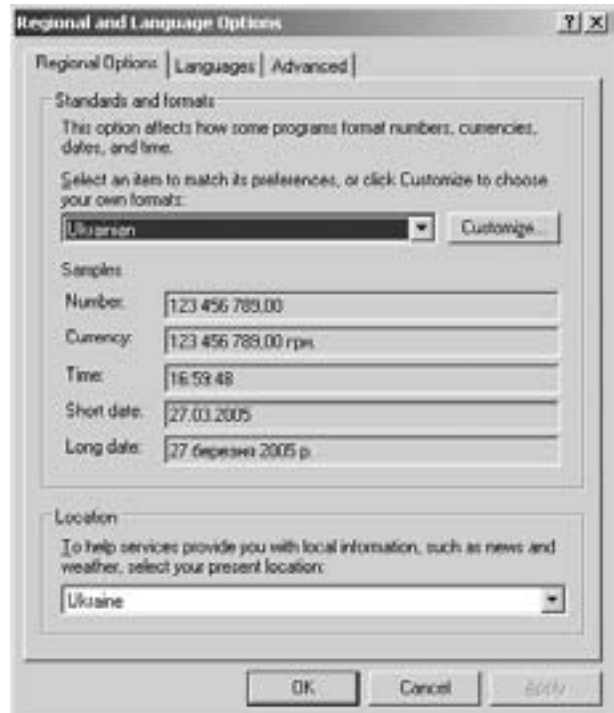 Regional and Language Options
Regional Options Languages Advanced
Standards and formats
This option affects how some programs format numbers, currencies,
dates, and time.
Select an item to match its preferences, or click Customize to choose
your own formats:
Ukrainian Customize...
Samples
Number: 123 456 789,00
Currency: 123 456 789,00 грн.
Time: 16:59:48
Short date: 27.03.2005
Long date: 27 березня 2005 р.
Location
To help services provide you with local information, such as news and
weather, select your present location:
Ukraine
OK Cancel Apply